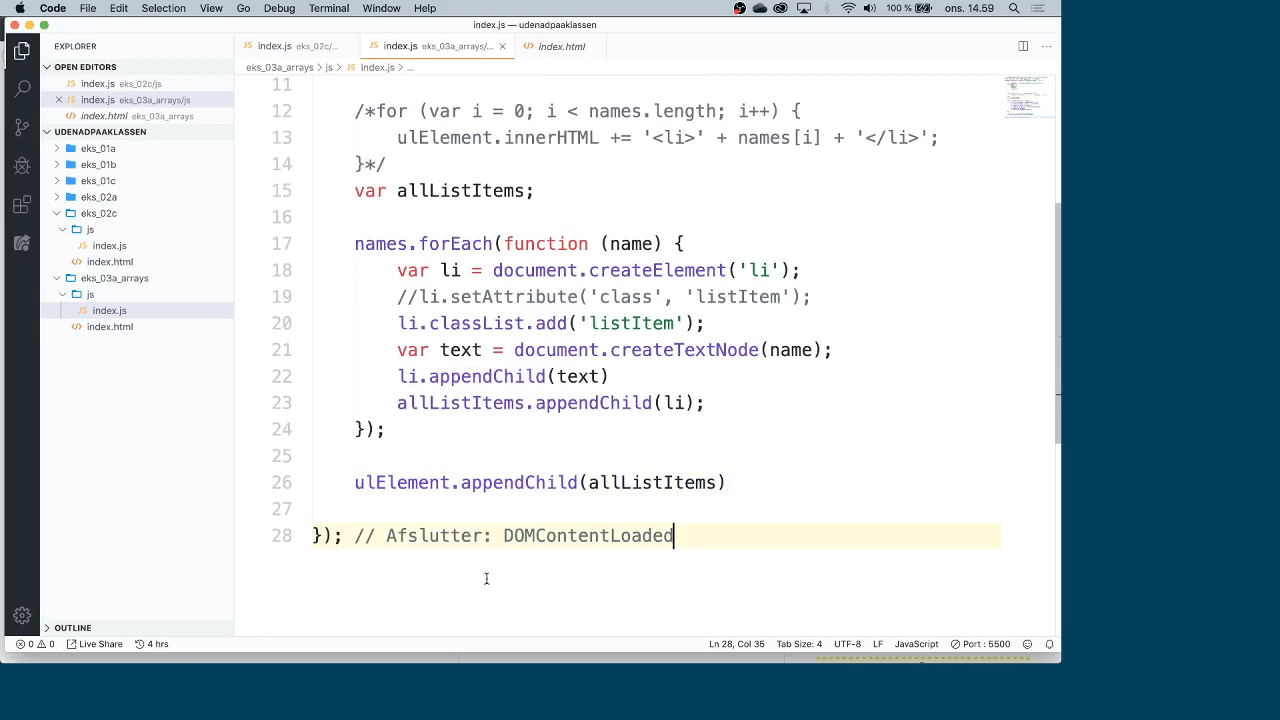 Code File Edit Selection View Go Debug Terminal Window Help 100 % ons. 14.59
index.js — udenadpaaklassen
EXPLORER
index.js eks_02c/...
index.js eks_03a_arrays/...
index.html
OPEN EDITORS
eks_03a_arrays > js > index.js > ...
index.js eks_02c/js
index.js eks_03a_arrays/js
index.html eks_03a_arrays
UDENADPAAKLASSEN
eks_01a
eks_01b
eks_01c
eks_02a
eks_02c
js
index.js
index.html
eks_03a_arrays
js
index.js
index.html
OUTLINE
11
12 /*for (var i = 0; i < names.length; i++) {
13 ulElement.innerHTML += '<li>' + names[i] + '</li>';
14 }*/
15 var allListItems;
16
17 names.forEach(function (name) {
18 var li = document.createElement('li');
19 //li.setAttribute('class', 'listItem');
20 li.classList.add('listItem');
21 var text = document.createTextNode(name);
22 li.appendChild(text)
23 allListItems.appendChild(li);
24 });
25
26 ulElement.appendChild(allListItems)
27
28 }); // Afslutter: DOMContentLoaded
0 0 Live Share 4 hrs Ln 28, Col 35 Tab Size: 4 UTF-8 LF JavaScript Port : 5500